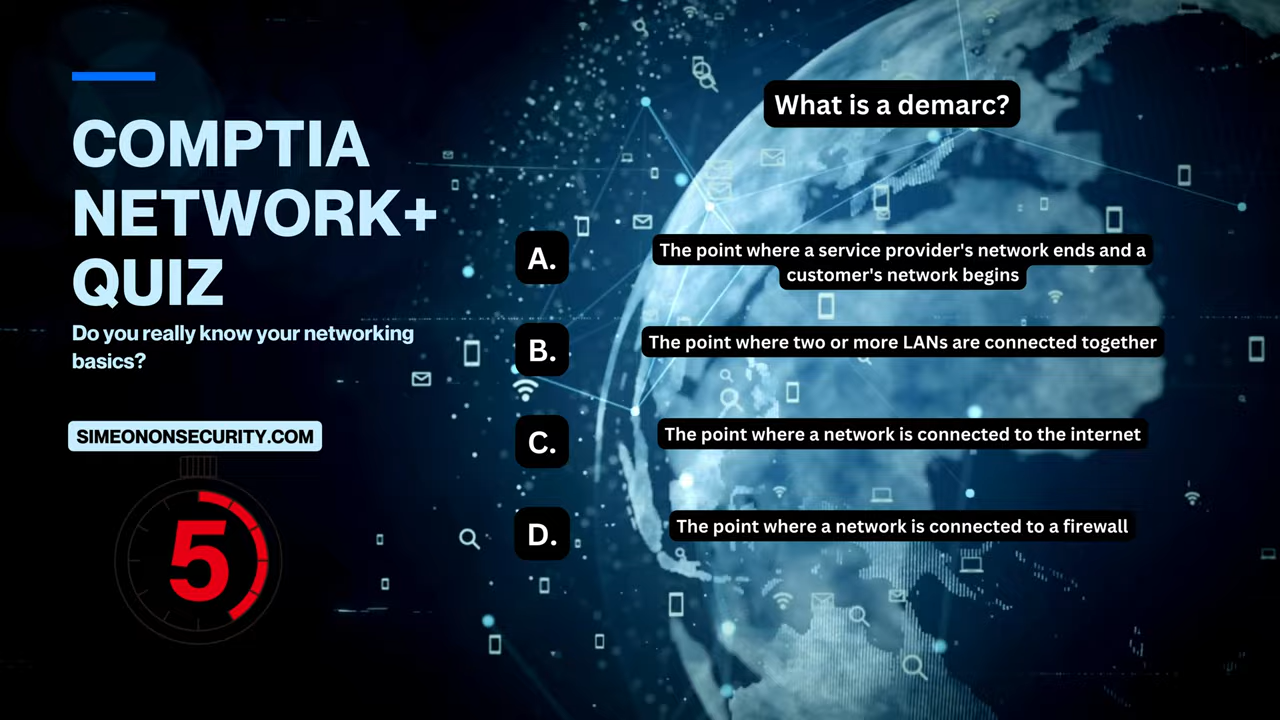 COMPTIA
NETWORK+
QUIZ
Do you really know your networking
basics?
SIMEONONSECURITY.COM
5
What is a demarc?
A.
The point where a service provider's network ends and a
customer's network begins
B.
The point where two or more LANs are connected together
C.
The point where a network is connected to the internet
D.
The point where a network is connected to a firewall